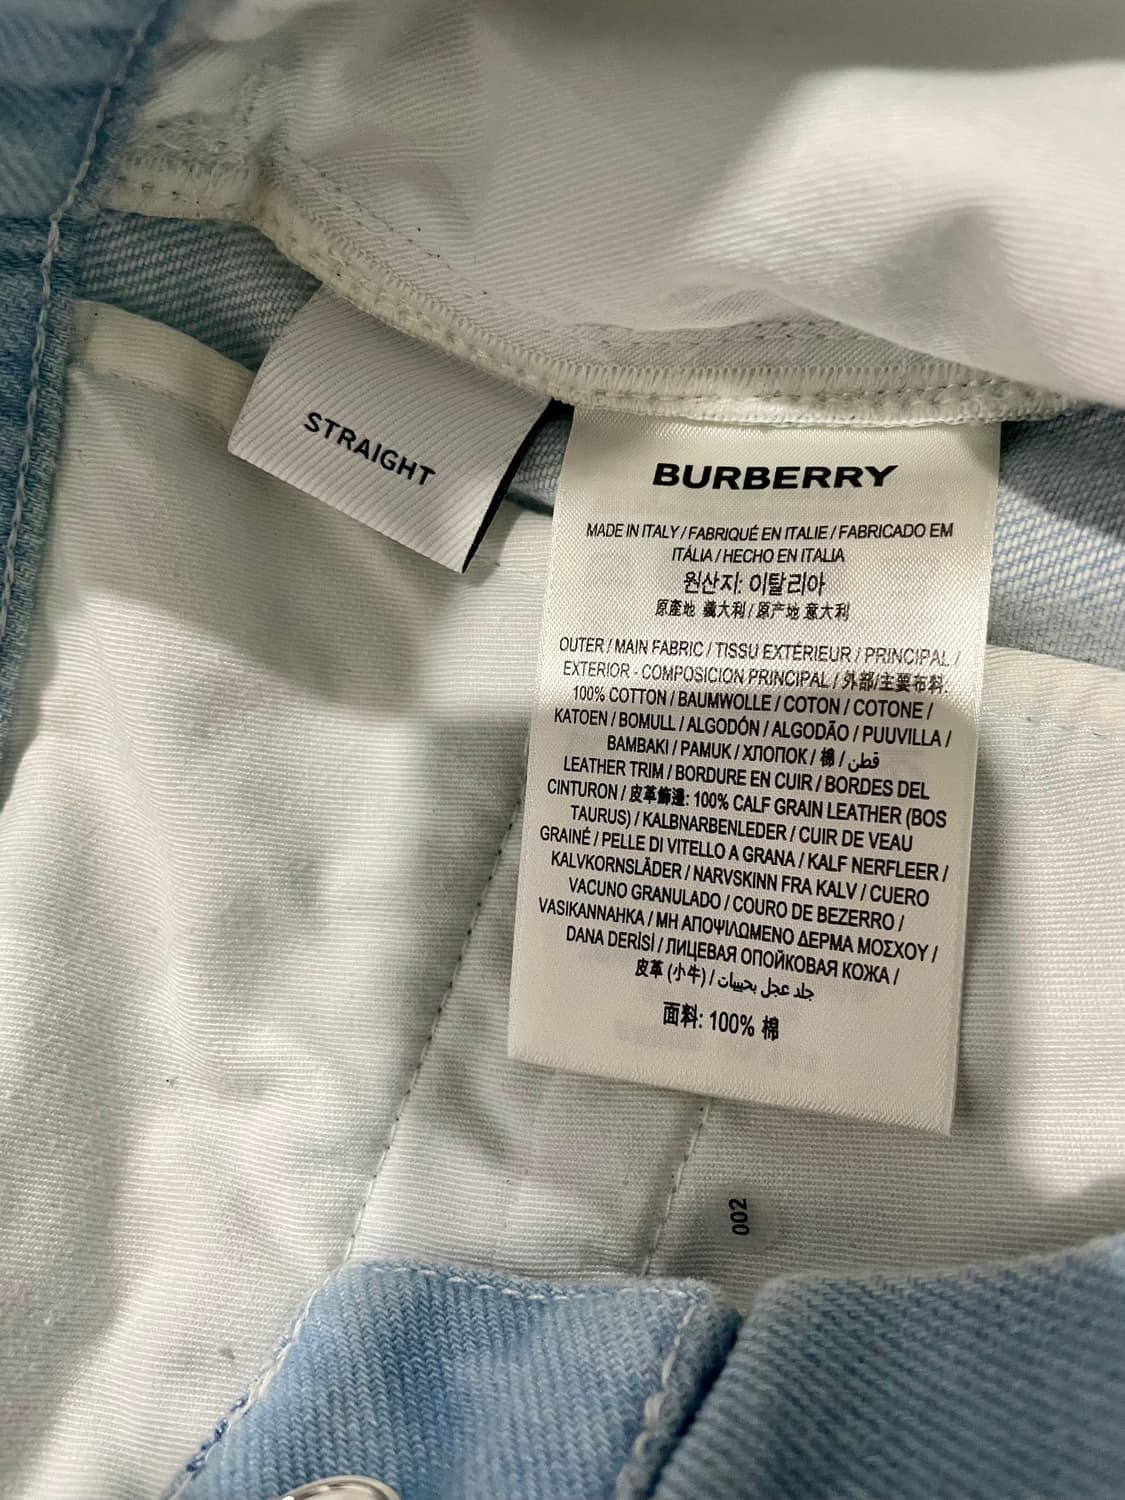 STRAIGHT
BURBERRY
MADE IN ITALY / FABRIQUÉ EN ITALIE / FABRICADO EM
ITÁLIA / HECHO EN ITALIA
원산지: 이탈리아
原產地 義大利 / 原产地 意大利
OUTER / MAIN FABRIC / TISSU EXTÉRIEUR / PRINCIPAL /
EXTERIOR - COMPOSICION PRINCIPAL / 外部/主要布料:
100% COTTON / BAUMWOLLE / COTON / COTONE /
KATOEN / BOMULL / ALGODÓN / ALGODÃO / PUUVILLA /
ΒΑΜΒΑΚΙ / PAMUK / ХЛОПОК / 棉 / قطن
LEATHER TRIM / BORDURE EN CUIR / BORDES DEL
CINTURON / 皮革飾邊: 100% CALF GRAIN LEATHER (BOS
TAURUS) / KALBNARBENLEDER / CUIR DE VEAU
GRAINÉ / PELLE DI VITELLO A GRANA / KALF NERFLEER /
KALVKORNSLÄDER / NARVSKINN FRA KALV / CUERO
VACUNO GRANULADO / COURO DE BEZERRO /
VASIKANNAHKA / ΜΗ ΑΠΟΨΙΛΩΜΕΝΟ ΔΕΡΜΑ ΜΟΣΧΟΥ /
DANA DERİSİ / ЛИЦЕВАЯ ОПОЙКОВАЯ КОЖА /
皮革 (小牛) / جلد عجل بحبيبات
面料: 100% 棉
002